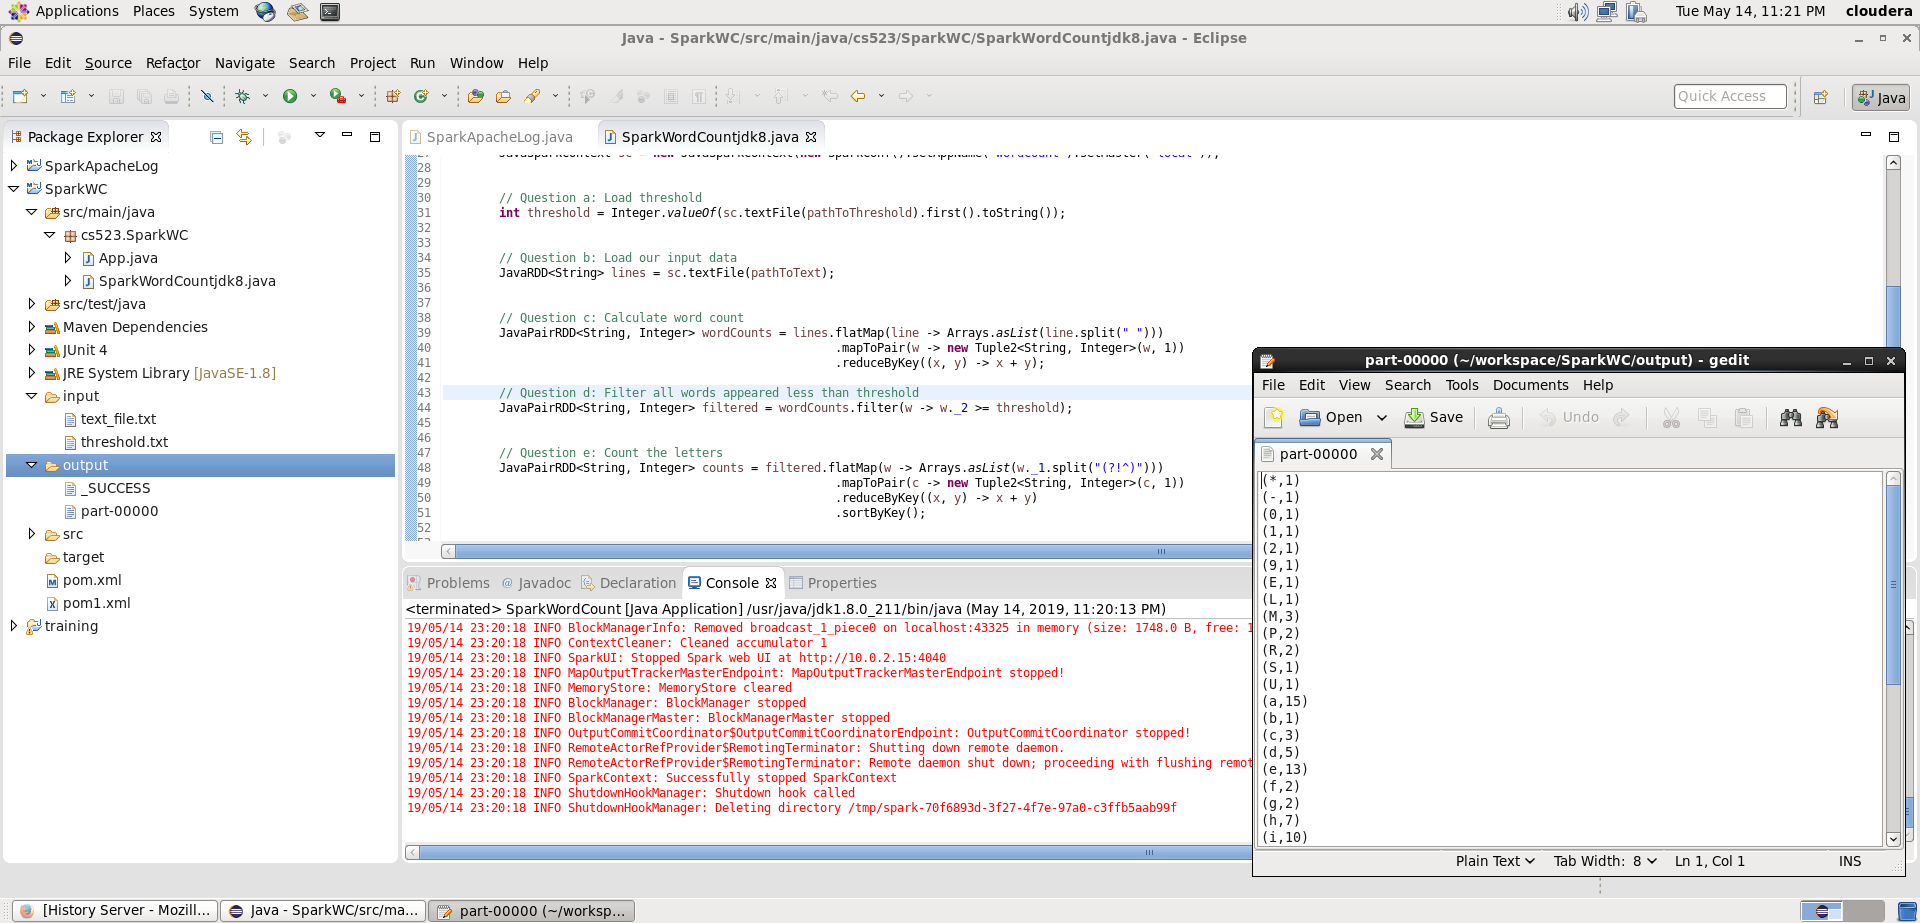 Applications Places System Tue May 14, 11:21 PM cloudera
Java - SparkWC/src/main/java/cs523/SparkWC/SparkWordCountjdk8.java - Eclipse
File Edit Source Refactor Navigate Search Project Run Window Help
Quick Access Java
Package Explorer
SparkApacheLog
SparkWC
src/main/java
cs523.SparkWC
App.java
SparkWordCountjdk8.java
src/test/java
Maven Dependencies
JUnit 4
JRE System Library [JavaSE-1.8]
input
text_file.txt
threshold.txt
output
_SUCCESS
part-00000
src
target
pom.xml
pom1.xml
training
SparkApacheLog.java SparkWordCountjdk8.java
28
29
30 // Question a: Load threshold
31 int threshold = Integer.valueOf(sc.textFile(pathToThreshold).first().toString());
32
33
34 // Question b: Load our input data
35 JavaRDD<String> lines = sc.textFile(pathToText);
36
37
38 // Question c: Calculate word count
39 JavaPairRDD<String, Integer> wordCounts = lines.flatMap(line -> Arrays.asList(line.split(" ")))
40 .mapToPair(w -> new Tuple2<String, Integer>(w, 1))
41 .reduceByKey((x, y) -> x + y);
42
43 // Question d: Filter all words appeared less than threshold
44 JavaPairRDD<String, Integer> filtered = wordCounts.filter(w -> w._2 >= threshold);
45
46
47 // Question e: Count the letters
48 JavaPairRDD<String, Integer> counts = filtered.flatMap(w -> Arrays.asList(w._1.split("(?!^)")))
49 .mapToPair(c -> new Tuple2<String, Integer>(c, 1))
50 .reduceByKey((x, y) -> x + y)
51 .sortByKey();
52
Problems Javadoc Declaration Console Properties
<terminated> SparkWordCount [Java Application] /usr/java/jdk1.8.0_211/bin/java (May 14, 2019, 11:20:13 PM)
19/05/14 23:20:18 INFO BlockManagerInfo: Removed broadcast_1_piece0 on localhost:43325 in memory (size: 1748.0 B, free: 1
19/05/14 23:20:18 INFO ContextCleaner: Cleaned accumulator 1
19/05/14 23:20:18 INFO SparkUI: Stopped Spark web UI at http://10.0.2.15:4040
19/05/14 23:20:18 INFO MapOutputTrackerMasterEndpoint: MapOutputTrackerMasterEndpoint stopped!
19/05/14 23:20:18 INFO MemoryStore: MemoryStore cleared
19/05/14 23:20:18 INFO BlockManager: BlockManager stopped
19/05/14 23:20:18 INFO BlockManagerMaster: BlockManagerMaster stopped
19/05/14 23:20:18 INFO OutputCommitCoordinator$OutputCommitCoordinatorEndpoint: OutputCommitCoordinator stopped!
19/05/14 23:20:18 INFO RemoteActorRefProvider$RemotingTerminator: Shutting down remote daemon.
19/05/14 23:20:18 INFO RemoteActorRefProvider$RemotingTerminator: Remote daemon shut down; proceeding with flushing remot
19/05/14 23:20:18 INFO SparkContext: Successfully stopped SparkContext
19/05/14 23:20:18 INFO ShutdownHookManager: Shutdown hook called
19/05/14 23:20:18 INFO ShutdownHookManager: Deleting directory /tmp/spark-70f6893d-3f27-4f7e-97a0-c3ffb5aab99f
part-00000 (~/workspace/SparkWC/output) - gedit
File Edit View Search Tools Documents Help
Open Save Undo
part-00000
(*,1)
(-,1)
(0,1)
(1,1)
(2,1)
(9,1)
(E,1)
(L,1)
(M,3)
(P,2)
(R,2)
(S,1)
(U,1)
(a,15)
(b,1)
(c,3)
(d,5)
(e,13)
(f,2)
(g,2)
(h,7)
(i,10)
Plain Text Tab Width: 8 Ln 1, Col 1 INS
[History Server - Mozill... Java - SparkWC/src/ma... part-00000 (~/worksp...